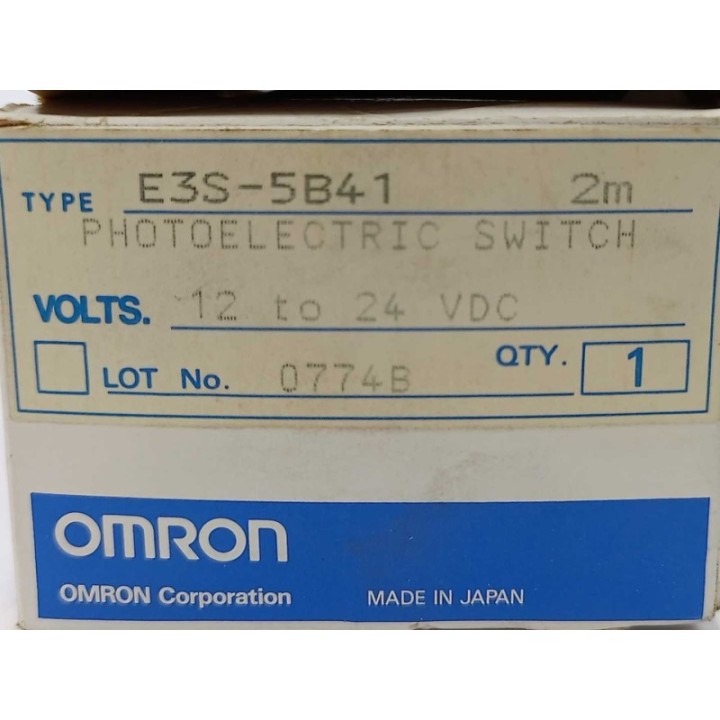 TYPE E3S-5B41 2m
PHOTOELECTRIC SWITCH
VOLTS. 12 to 24 VDC
LOT No. 0774B QTY. 1
OMRON
OMRON Corporation MADE IN JAPAN